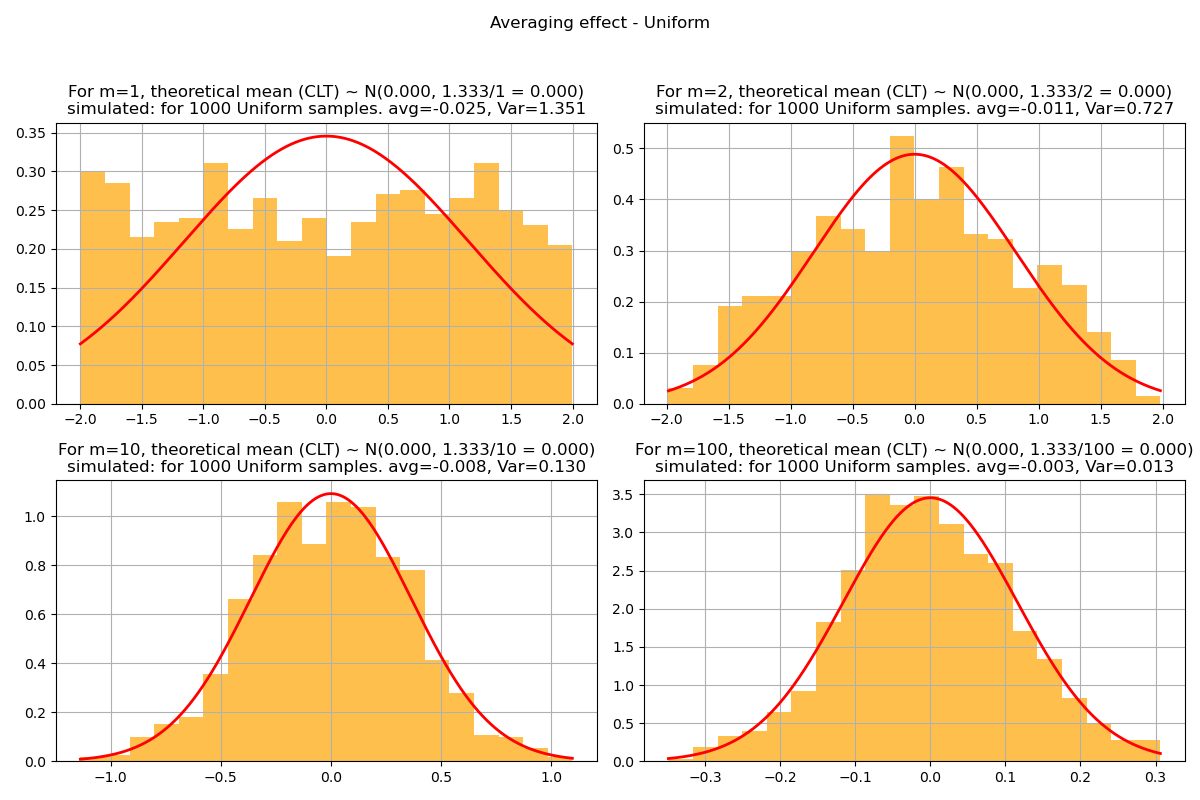 Averaging effect - Uniform
For m=1, theoretical mean (CLT) ~ N(0.000, 1.333/1 = 0.000)
simulated: for 1000 Uniform samples. avg=-0.025, Var=1.351
0.35
0.30
0.25
0.20
0.15
0.10
0.05
0.00
−2.0 −1.5 −1.0 −0.5 0.0 0.5 1.0 1.5 2.0
For m=2, theoretical mean (CLT) ~ N(0.000, 1.333/2 = 0.000)
simulated: for 1000 Uniform samples. avg=-0.011, Var=0.727
0.5
0.4
0.3
0.2
0.1
0.0
−2.0 −1.5 −1.0 −0.5 0.0 0.5 1.0 1.5 2.0
For m=10, theoretical mean (CLT) ~ N(0.000, 1.333/10 = 0.000)
simulated: for 1000 Uniform samples. avg=-0.008, Var=0.130
1.0
0.8
0.6
0.4
0.2
0.0
−1.0 −0.5 0.0 0.5 1.0
For m=100, theoretical mean (CLT) ~ N(0.000, 1.333/100 = 0.000)
simulated: for 1000 Uniform samples. avg=-0.003, Var=0.013
3.5
3.0
2.5
2.0
1.5
1.0
0.5
0.0
−0.3 −0.2 −0.1 0.0 0.1 0.2 0.3